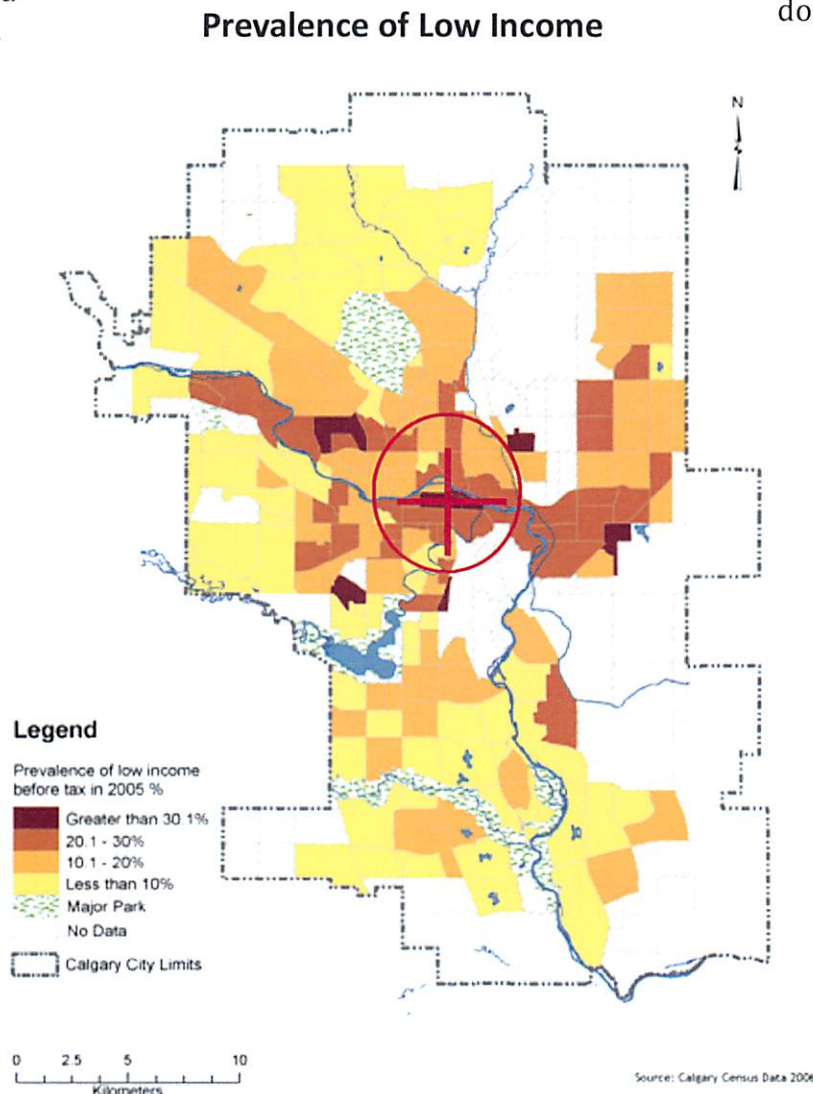 do
Prevalence of Low Income
N
Legend
Prevalence of low income
before tax in 2005 %
Greater than 30.1%
20.1 - 30%
10.1 - 20%
Less than 10%
Major Park
No Data
Calgary City Limits
0 2.5 5 10
Kilometers
Source: Calgary Census Data 2006